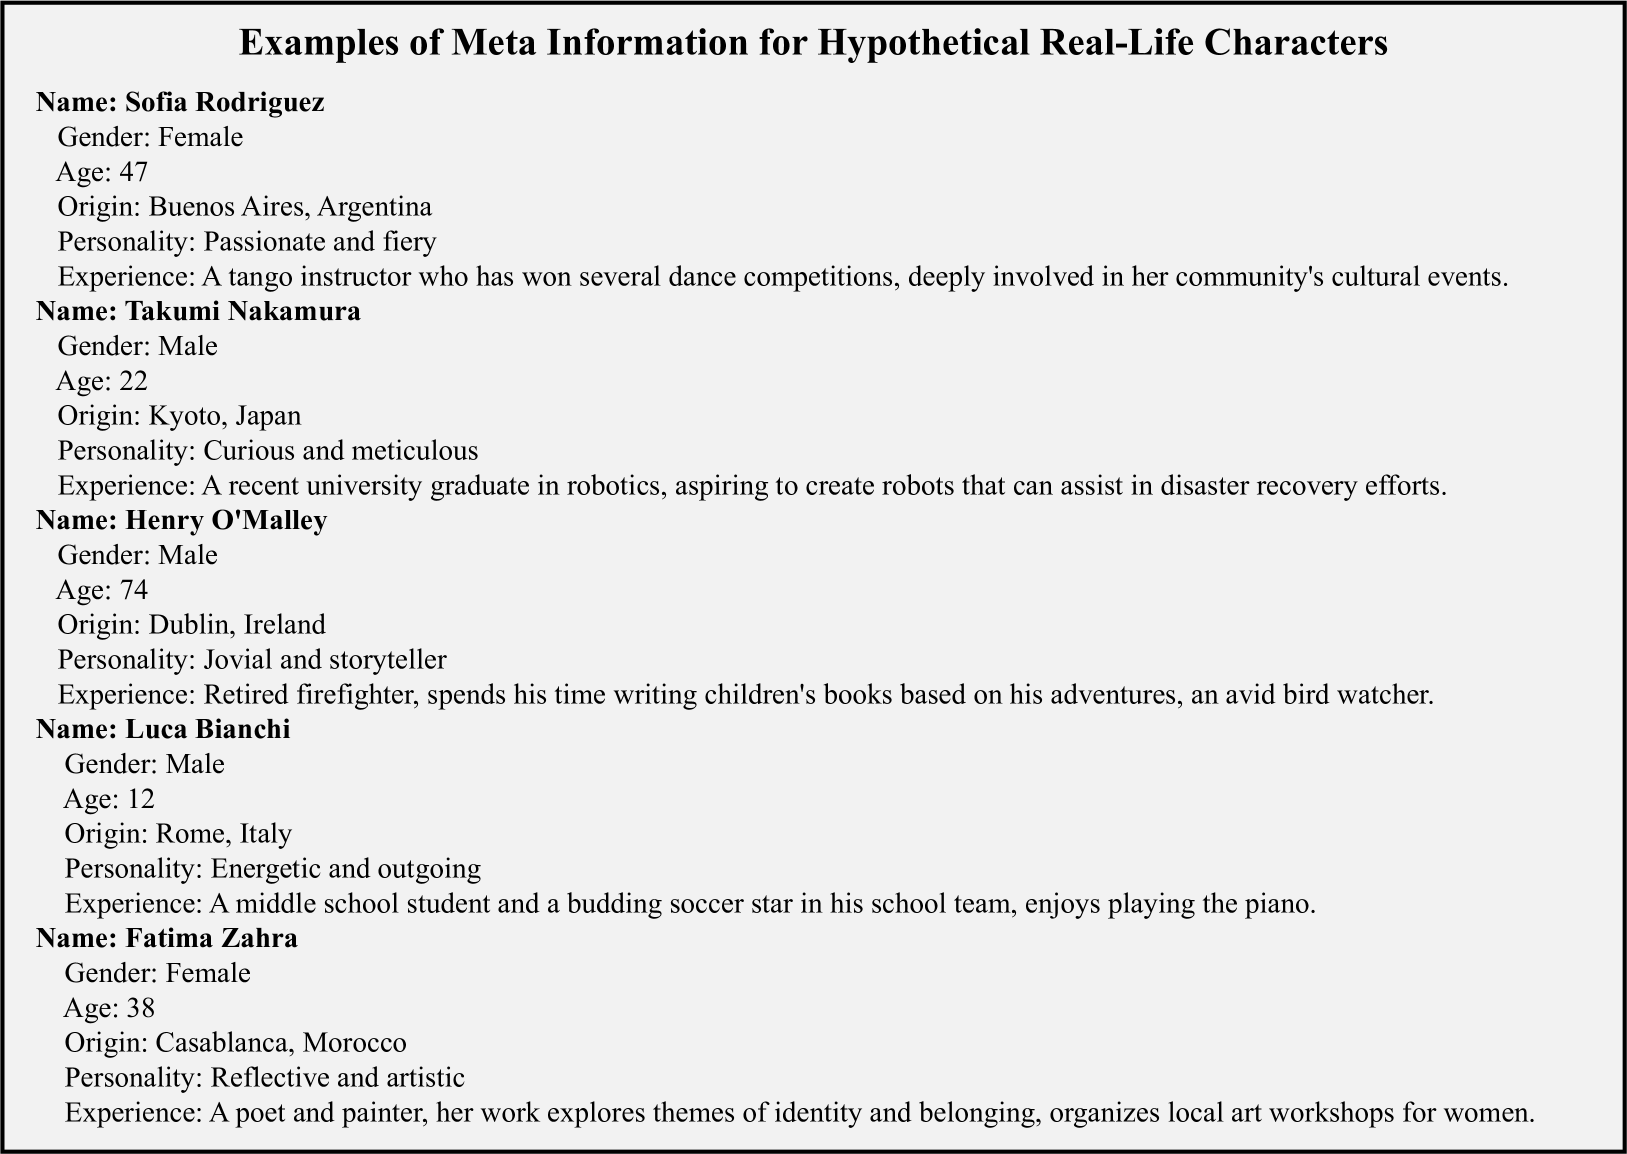 Examples of Meta Information for Hypothetical Real-Life Characters
Name: Sofia Rodriguez
Gender: Female
Age: 47
Origin: Buenos Aires, Argentina
Personality: Passionate and fiery
Experience: A tango instructor who has won several dance competitions, deeply involved in her community's cultural events.
Name: Takumi Nakamura
Gender: Male
Age: 22
Origin: Kyoto, Japan
Personality: Curious and meticulous
Experience: A recent university graduate in robotics, aspiring to create robots that can assist in disaster recovery efforts.
Name: Henry O'Malley
Gender: Male
Age: 74
Origin: Dublin, Ireland
Personality: Jovial and storyteller
Experience: Retired firefighter, spends his time writing children's books based on his adventures, an avid bird watcher.
Name: Luca Bianchi
Gender: Male
Age: 12
Origin: Rome, Italy
Personality: Energetic and outgoing
Experience: A middle school student and a budding soccer star in his school team, enjoys playing the piano.
Name: Fatima Zahra
Gender: Female
Age: 38
Origin: Casablanca, Morocco
Personality: Reflective and artistic
Experience: A poet and painter, her work explores themes of identity and belonging, organizes local art workshops for women.